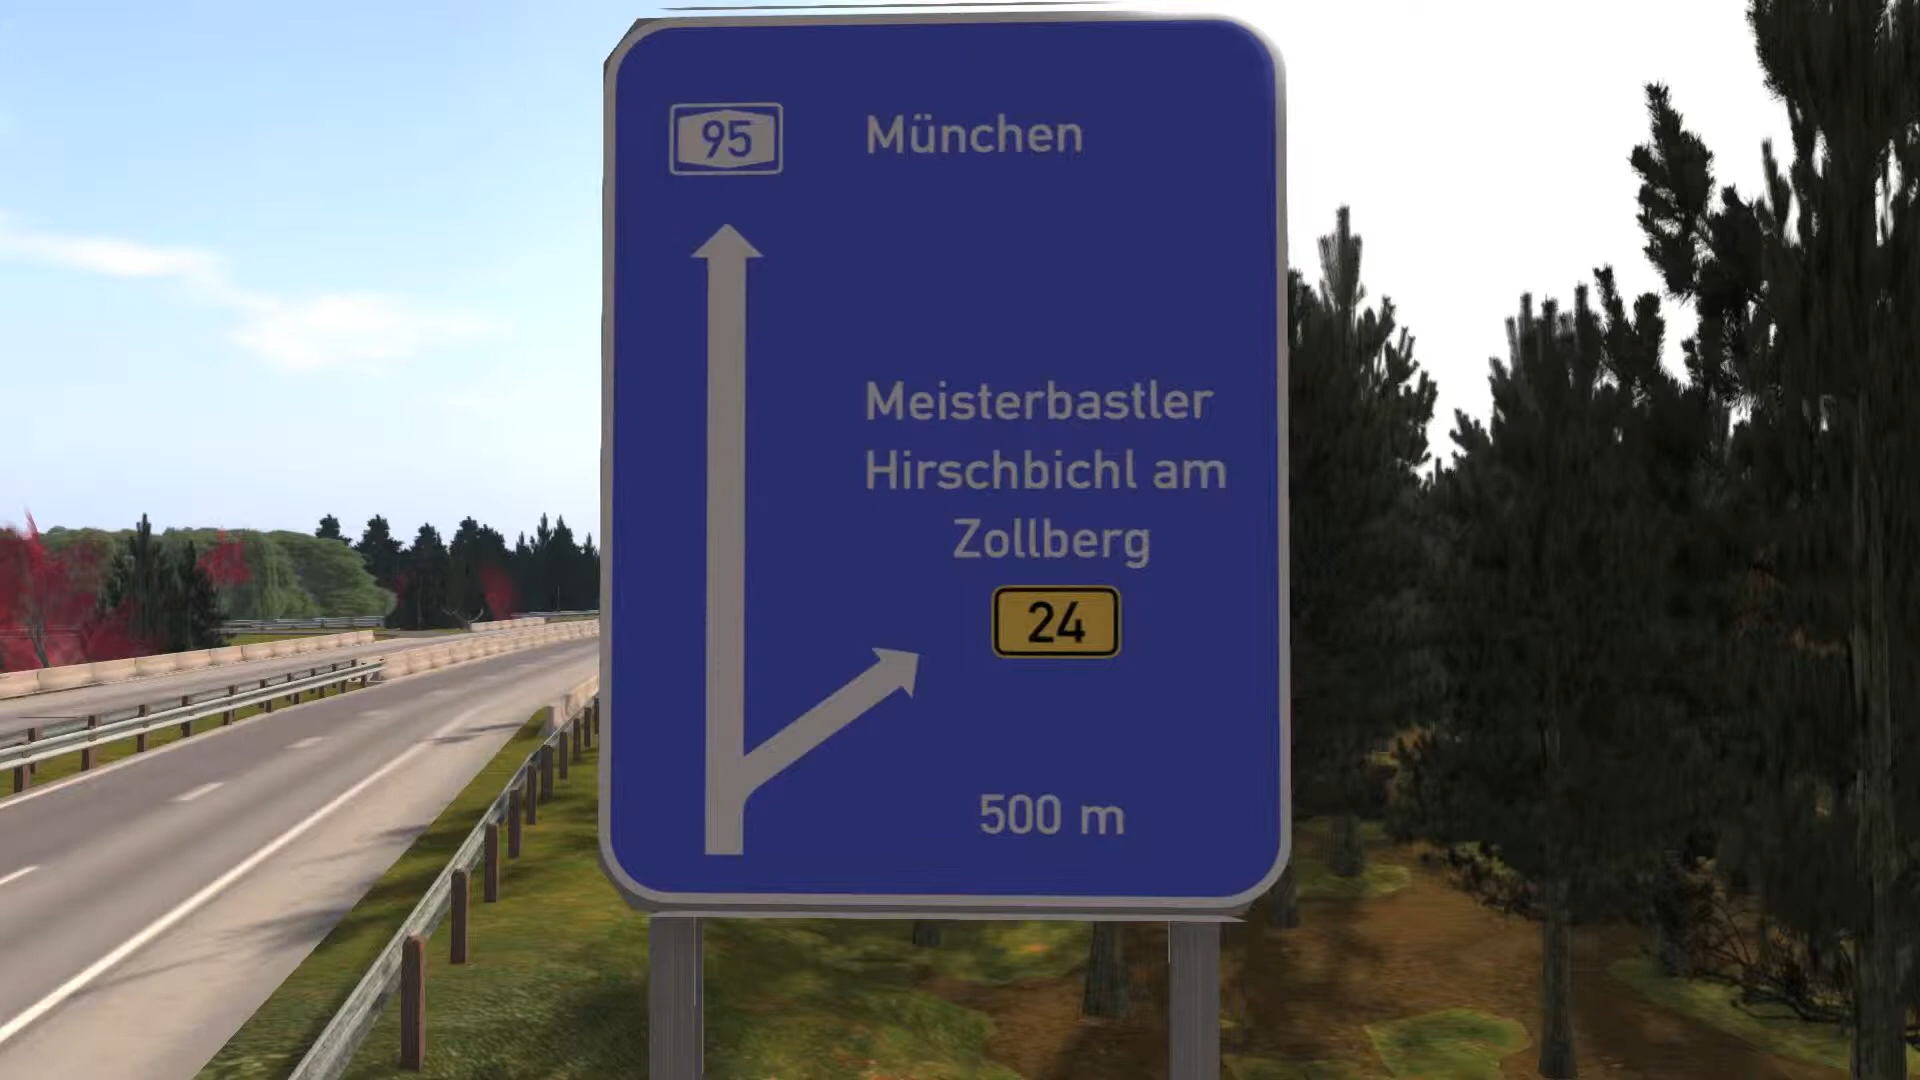 95 München
Meisterbastler
Hirschbichl am
Zollberg
24
500 m